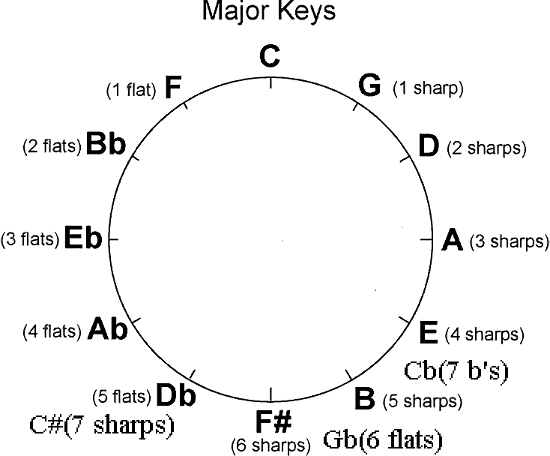 Major Keys
C
(1 flat) F
G (1 sharp)
(2 flats) Bb
D (2 sharps)
(3 flats) Eb
A (3 sharps)
(4 flats) Ab
E (4 sharps)
Cb(7 b's)
(5 flats) Db
B (5 sharps)
C#(7 sharps)
F#
(6 sharps)
Gb(6 flats)